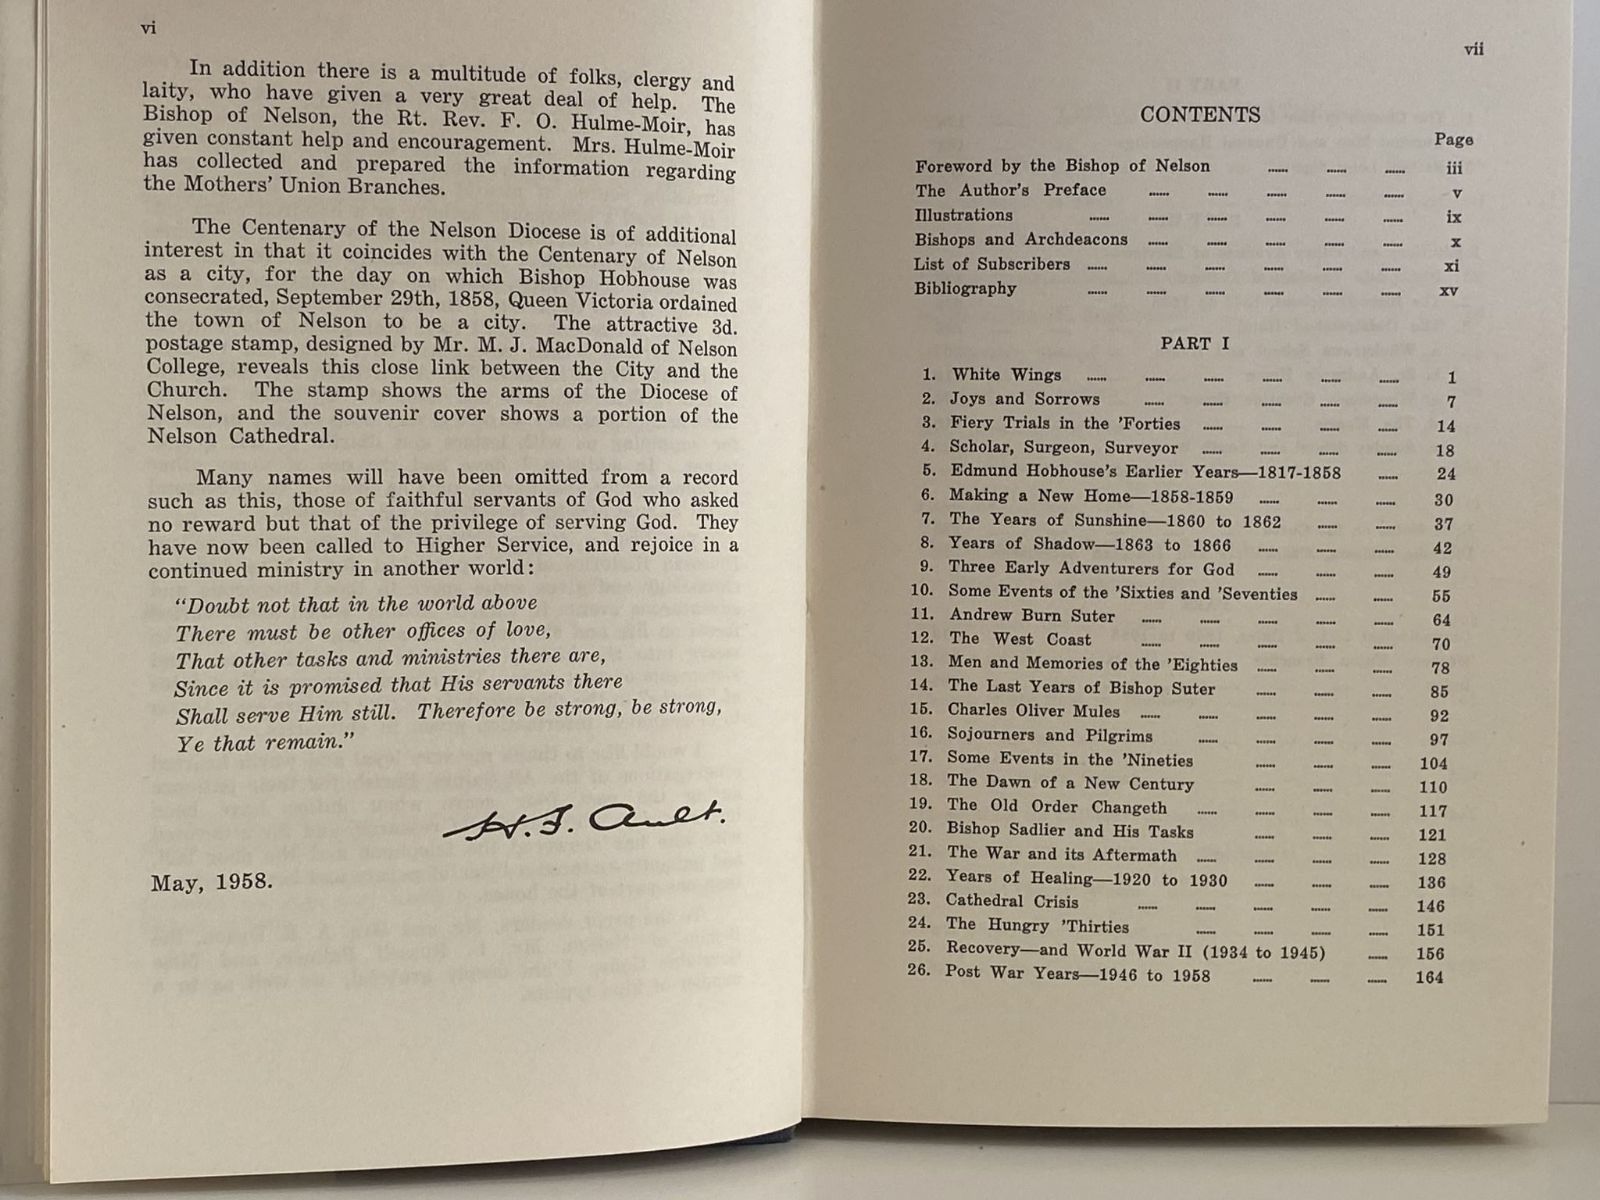 vi
In addition there is a multitude of folks, clergy and
laity, who have given a very great deal of help. The
Bishop of Nelson, the Rt. Rev. F. O. Hulme-Moir, has
given constant help and encouragement. Mrs. Hulme-Moir
has collected and prepared the information regarding
the Mothers' Union Branches.
The Centenary of the Nelson Diocese is of additional
interest in that it coincides with the Centenary of Nelson
as a city, for the day on which Bishop Hobhouse was
consecrated, September 29th, 1858, Queen Victoria ordained
the town of Nelson to be a city. The attractive 3d.
postage stamp, designed by Mr. M. J. MacDonald of Nelson
College, reveals this close link between the City and the
Church. The stamp shows the arms of the Diocese of
Nelson, and the souvenir cover shows a portion of the
Nelson Cathedral.
Many names will have been omitted from a record
such as this, those of faithful servants of God who asked
no reward but that of the privilege of serving God. They
have now been called to Higher Service, and rejoice in a
continued ministry in another world:
"Doubt not that in the world above
There must be other offices of love,
That other tasks and ministries there are,
Since it is promised that His servants there
Shall serve Him still. Therefore be strong, be strong,
Ye that remain."
H. F. Ault.
May, 1958.
vii
CONTENTS
Page
Foreword by the Bishop of Nelson ...... ...... ...... iii
The Author's Preface ...... ...... ...... ...... ...... v
Illustrations ...... ...... ...... ...... ...... ...... ix
Bishops and Archdeacons ...... ...... ...... ...... ...... x
List of Subscribers ...... ...... ...... ...... ...... ...... xi
Bibliography ...... ...... ...... ...... ...... ...... xv
PART I
1. White Wings ...... ...... ...... ...... ...... ...... 1
2. Joys and Sorrows ...... ...... ...... ...... ...... 7
3. Fiery Trials in the 'Forties ...... ...... ...... ...... 14
4. Scholar, Surgeon, Surveyor ...... ...... ...... ...... 18
5. Edmund Hobhouse's Earlier Years—1817-1858 ...... 24
6. Making a New Home—1858-1859 ...... ...... ...... 30
7. The Years of Sunshine—1860 to 1862 ...... ...... 37
8. Years of Shadow—1863 to 1866 ...... ...... ...... 42
9. Three Early Adventurers for God ...... ...... ...... 49
10. Some Events of the 'Sixties and 'Seventies ...... ...... 55
11. Andrew Burn Suter ...... ...... ...... ...... ...... 64
12. The West Coast ...... ...... ...... ...... ...... 70
13. Men and Memories of the 'Eighties ...... ...... ...... 78
14. The Last Years of Bishop Suter ...... ...... ...... 85
15. Charles Oliver Mules ...... ...... ...... ...... ...... 92
16. Sojourners and Pilgrims ...... ...... ...... ...... 97
17. Some Events in the 'Nineties ...... ...... ...... 104
18. The Dawn of a New Century ...... ...... ...... 110
19. The Old Order Changeth ...... ...... ...... ...... 117
20. Bishop Sadlier and His Tasks ...... ...... ...... 121
21. The War and its Aftermath ...... ...... ...... ...... 128
22. Years of Healing—1920 to 1930 ...... ...... ...... 136
23. Cathedral Crisis ...... ...... ...... ...... ...... 146
24. The Hungry 'Thirties ...... ...... ...... ...... 151
25. Recovery—and World War II (1934 to 1945) ...... 156
26. Post War Years—1946 to 1958 ...... ...... ...... 164